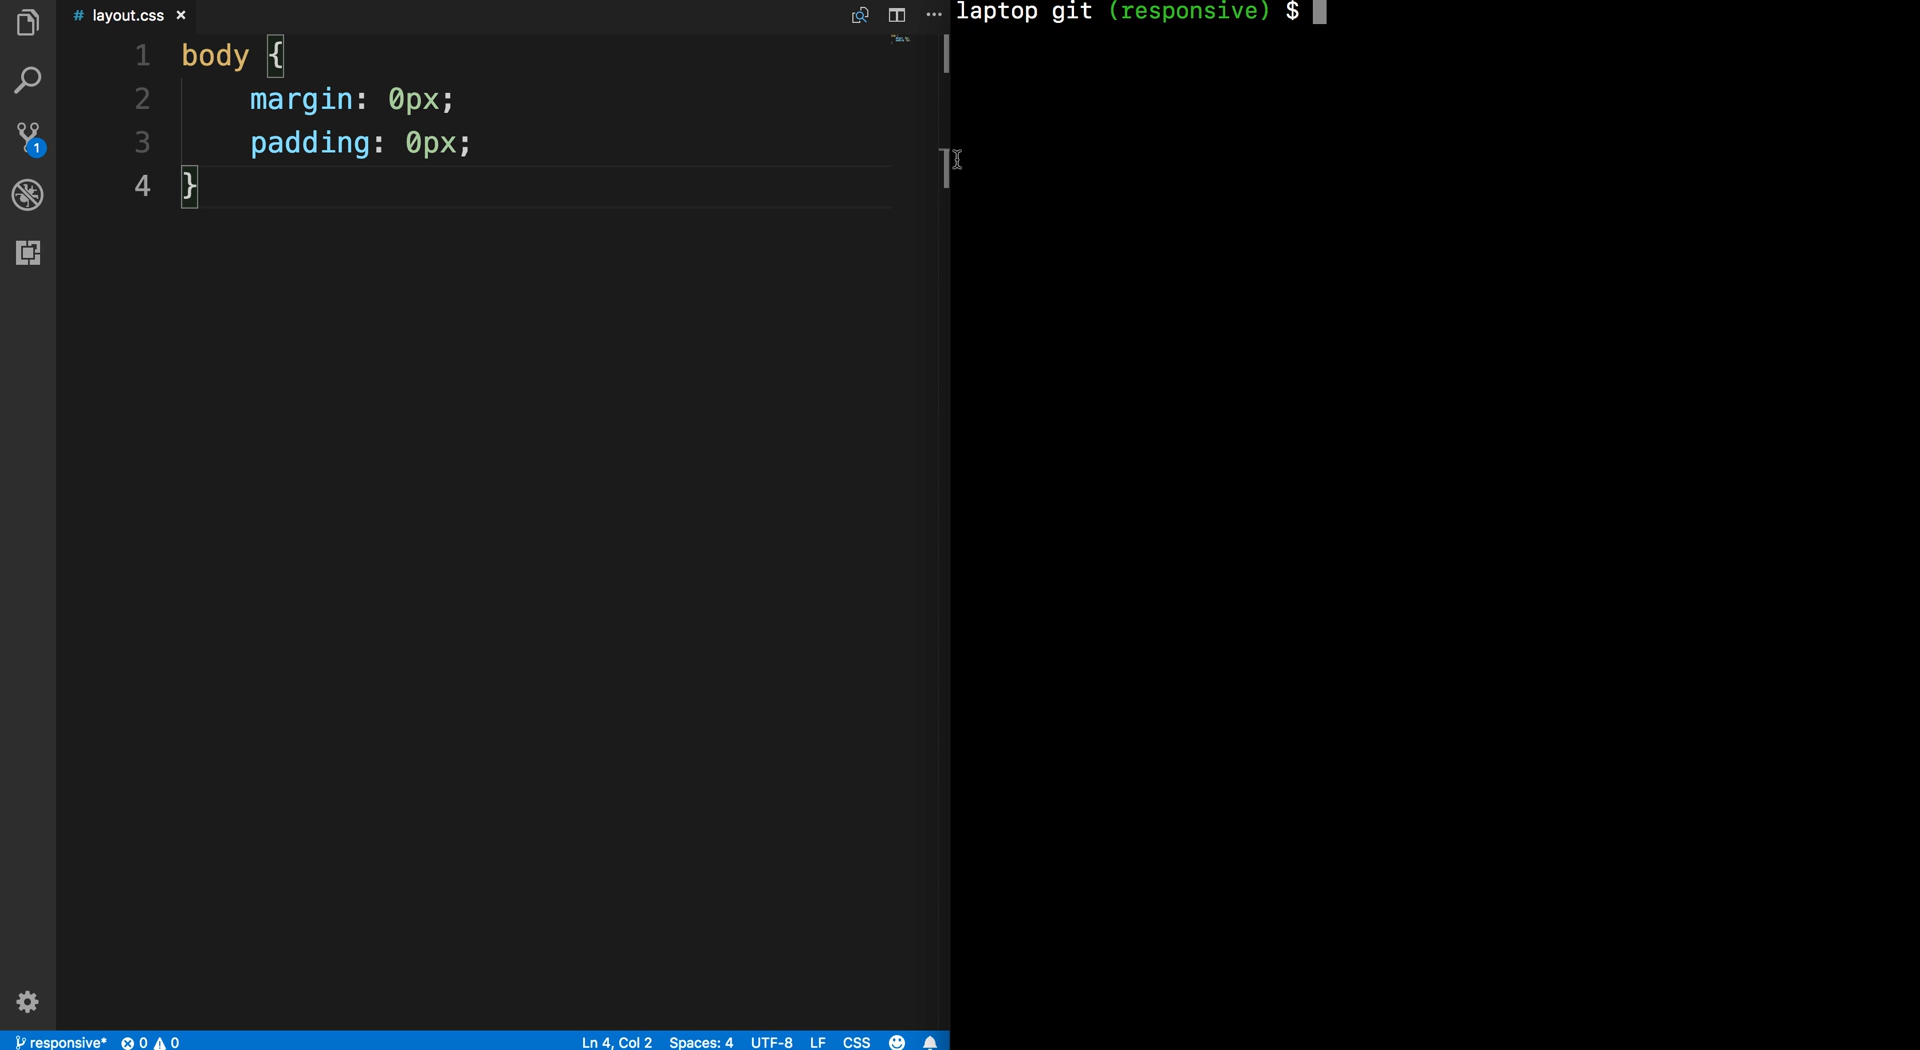 # layout.css ×
laptop git (responsive) $
1 body {
2     margin: 0px;
3     padding: 0px;
4 }
1
responsive* 0 0 Ln 4, Col 2 Spaces: 4 UTF-8 LF CSS